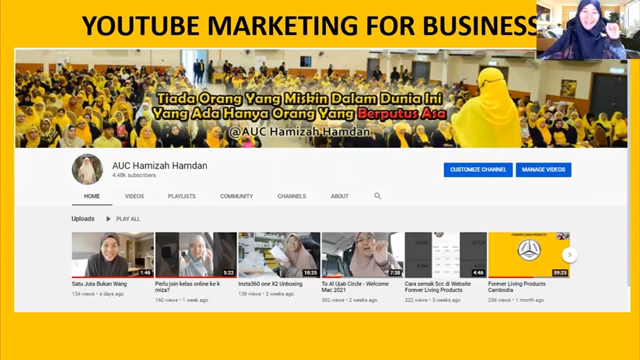 YOUTUBE MARKETING FOR BUSINESS
Tiada Orang Yang Miskin Dalam Dunia Ini
Yang Ada Hanya Orang Yang Berputus Asa
@AUC Hamizah Hamdan
AUC Hamizah Hamdan
4.48K subscribers
CUSTOMIZE CHANNEL
MANAGE VIDEOS
HOME VIDEOS PLAYLISTS COMMUNITY CHANNELS ABOUT
Uploads PLAY ALL
1:46
5:22
10:25
7:38
4:46
59:25
Satu Juta Bukan Wang
154 views • 4 days ago
Perlu join kelas online ke k
miza?
160 views • 1 week ago
Insta360 one X2 Unboxing
138 views • 2 weeks ago
To Al Ujab Circle - Welcome
Mac 2021
302 views • 2 weeks ago
Cara semak Scc di Website
Forever Living Products
222 views • 3 weeks ago
Forever Living Products
Cambodia
236 views • 1 month ago